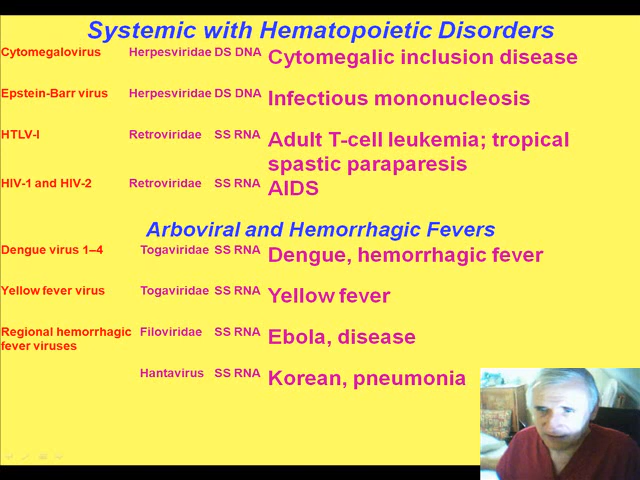 Systemic with Hematopoietic Disorders
Cytomegalovirus Herpesviridae DS DNA Cytomegalic inclusion disease
Epstein-Barr virus Herpesviridae DS DNA Infectious mononucleosis
HTLV-I Retroviridae SS RNA Adult T-cell leukemia; tropical
spastic paraparesis
HIV-1 and HIV-2 Retroviridae SS RNA AIDS
Arboviral and Hemorrhagic Fevers
Dengue virus 1–4 Togaviridae SS RNA Dengue, hemorrhagic fever
Yellow fever virus Togaviridae SS RNA Yellow fever
Regional hemorrhagic Filoviridae SS RNA Ebola, disease
fever viruses
Hantavirus SS RNA Korean, pneumonia